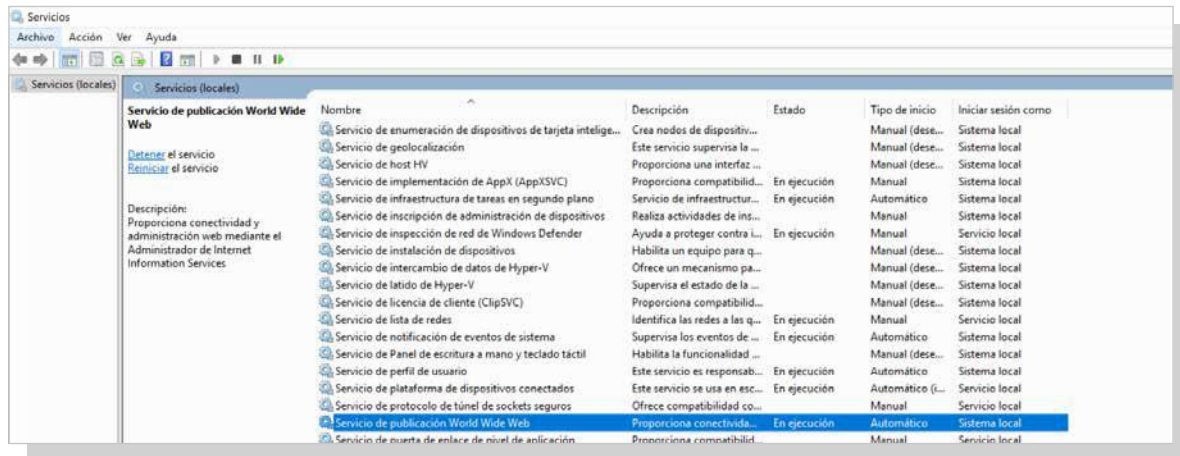 Servicios
Archivo Acción Ver Ayuda
Servicios (locales)
Servicios (locales)
Servicio de publicación World Wide Web
Detener el servicio
Reiniciar el servicio
Descripción:
Proporciona conectividad y
administración web mediante el
Administrador de Internet
Information Services
Nombre Descripción Estado Tipo de inicio Iniciar sesión como
Servicio de enumeración de dispositivos de tarjeta intelige... Crea nodos de dispositiv... Manual (dese... Sistema local
Servicio de geolocalización Este servicio supervisa la ... Manual (dese... Sistema local
Servicio de host HV Proporciona una interfaz ... Manual (dese... Sistema local
Servicio de implementación de AppX (AppXSVC) Proporciona compatibilid... En ejecución Manual Sistema local
Servicio de infraestructura de tareas en segundo plano Servicio de infraestructur... En ejecución Automático Sistema local
Servicio de inscripción de administración de dispositivos Realiza actividades de ins... Manual Sistema local
Servicio de inspección de red de Windows Defender Ayuda a proteger contra i... En ejecución Manual Servicio local
Servicio de instalación de dispositivos Habilita un equipo para q... Manual (dese... Sistema local
Servicio de intercambio de datos de Hyper-V Ofrece un mecanismo pa... Manual (dese... Sistema local
Servicio de latido de Hyper-V Supervisa el estado de la ... Manual (dese... Sistema local
Servicio de licencia de cliente (ClipSVC) Proporciona compatibilid... Manual (dese... Sistema local
Servicio de lista de redes Identifica las redes a las q... En ejecución Manual Servicio local
Servicio de notificación de eventos de sistema Supervisa los eventos de ... En ejecución Automático Sistema local
Servicio de Panel de escritura a mano y teclado táctil Habilita la funcionalidad ... Manual (dese... Sistema local
Servicio de perfil de usuario Este servicio es responsab... En ejecución Automático Sistema local
Servicio de plataforma de dispositivos conectados Este servicio se usa en esc... En ejecución Automático (i... Servicio local
Servicio de protocolo de túnel de sockets seguros Ofrece compatibilidad co... Manual Servicio local
Servicio de publicación World Wide Web Proporciona conectivida... En ejecución Automático Sistema local
Servicio de puerta de enlace de nivel de aplicación Proporciona compatibilid... Manual Servicio local